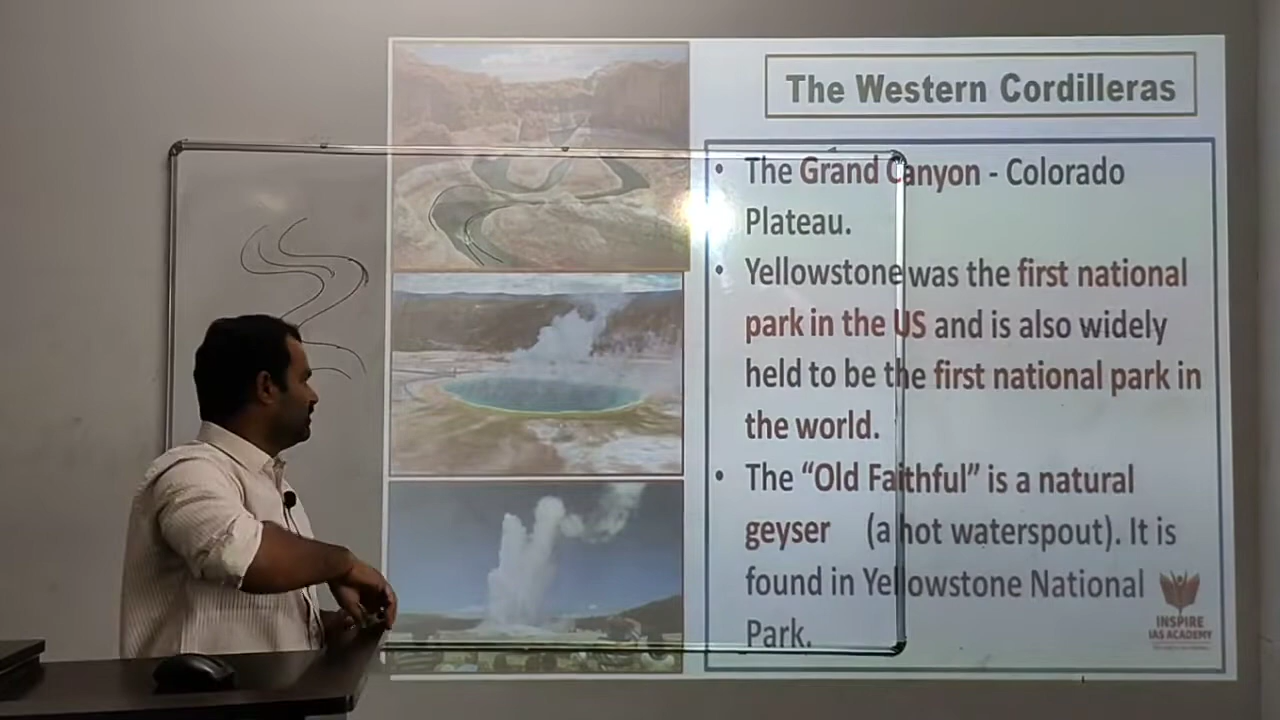 The Western Cordilleras
• The Grand Canyon - Colorado
Plateau.
• Yellowstone was the first national
park in the US and is also widely
held to be the first national park in
the world.
• The “Old Faithful” is a natural
geyser (a hot waterspout). It is
found in Yellowstone National
Park.
INSPIRE
IAS ACADEMY